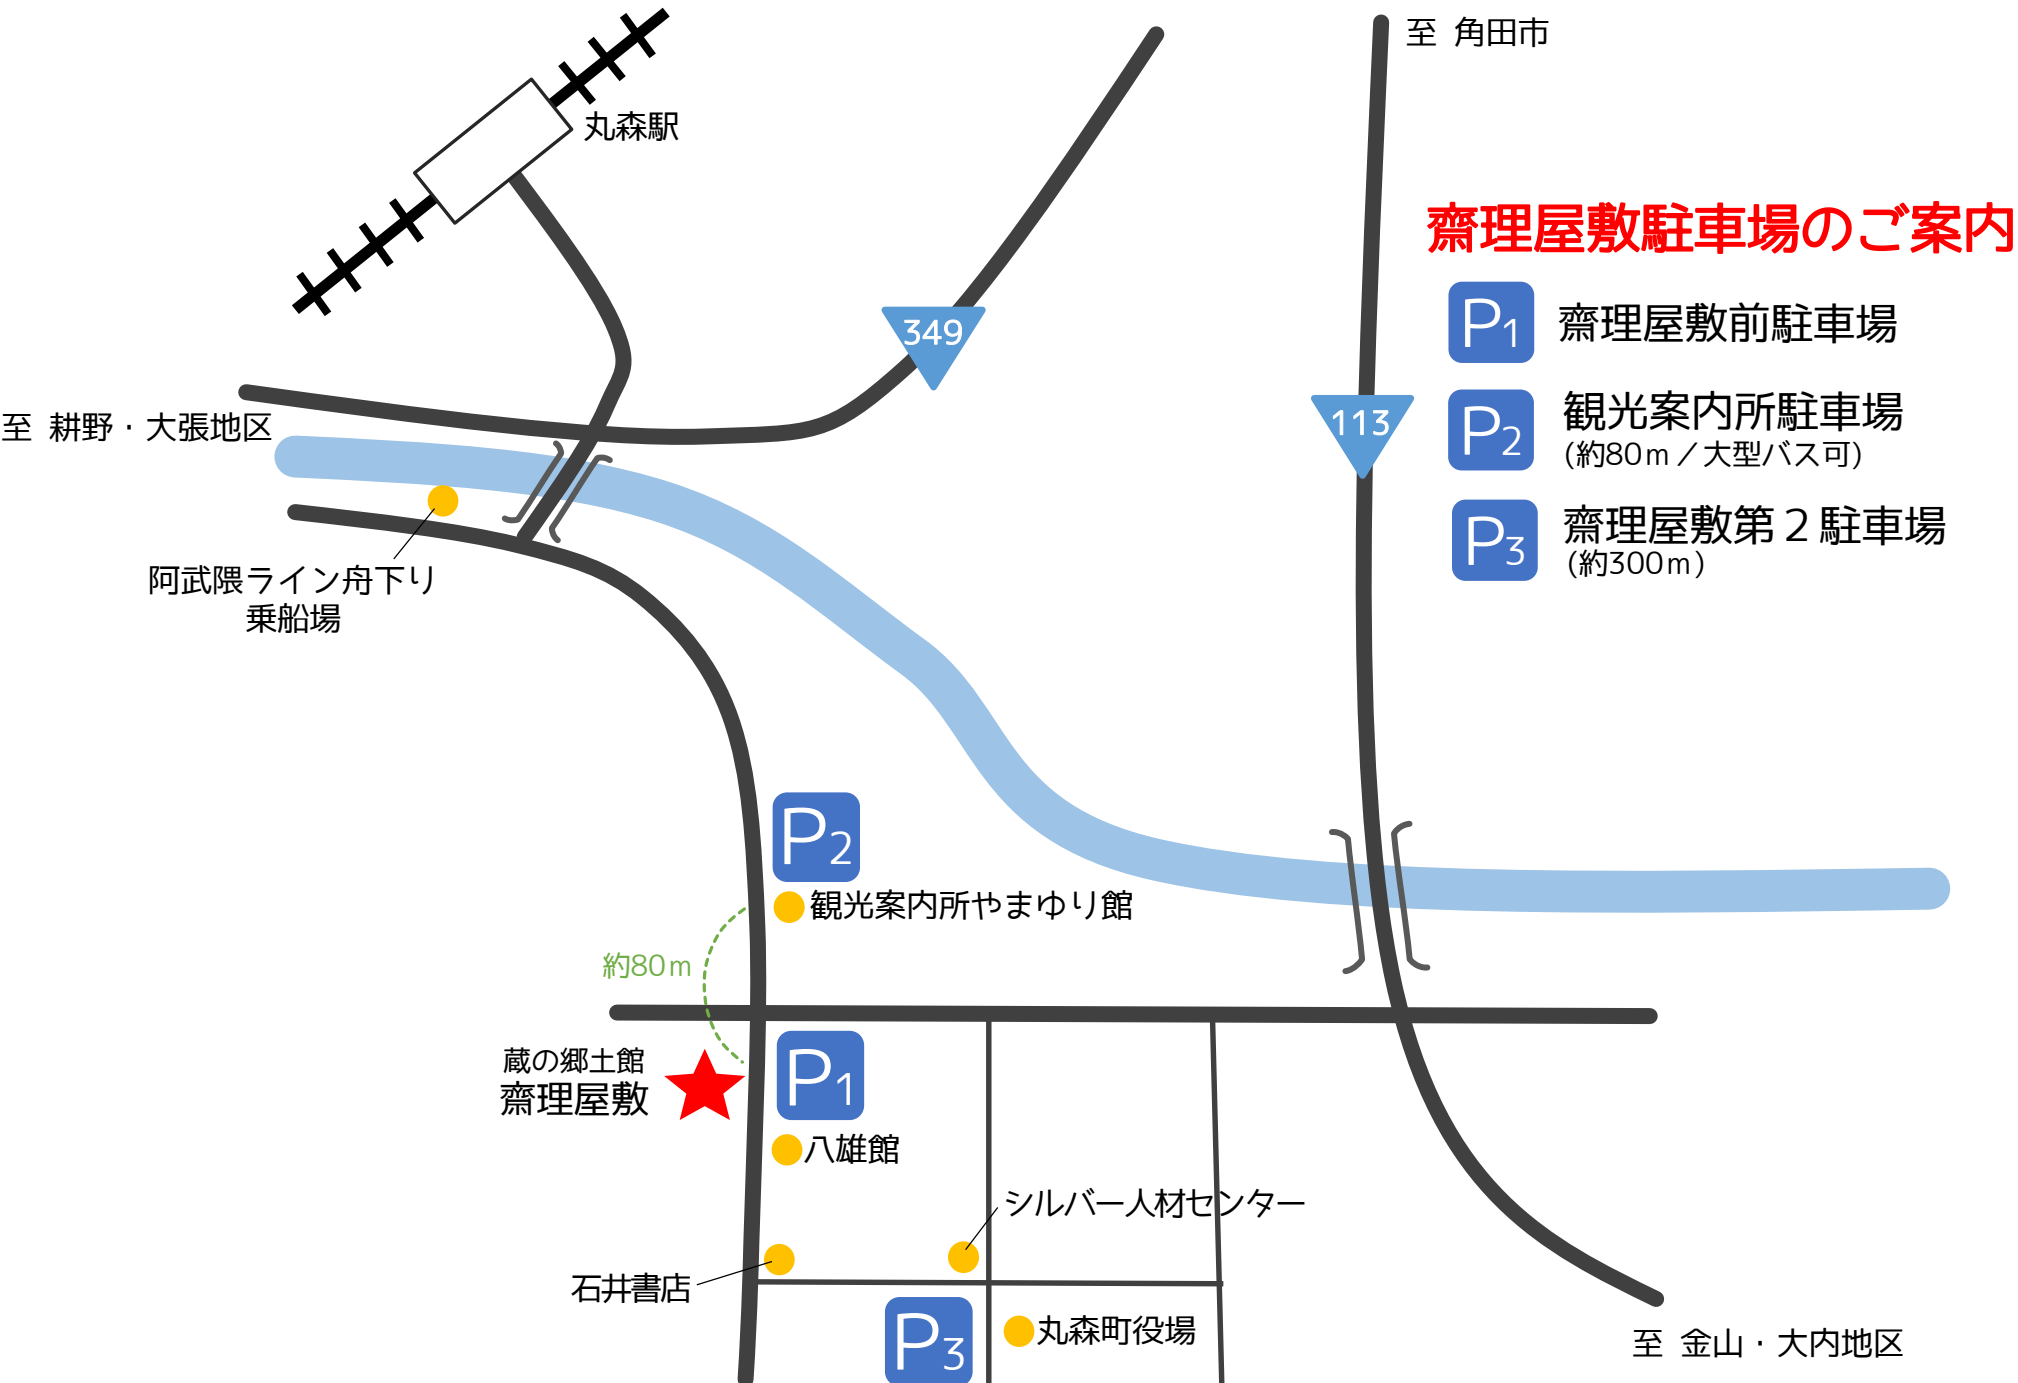 至 角田市
丸森駅
齋理屋敷駐車場のご案内
P1 齋理屋敷前駐車場
349
P2 観光案内所駐車場
(約80m／大型バス可)
113
至 耕野・大張地区
P3 齋理屋敷第２駐車場
(約300m)
阿武隈ライン舟下り
乗船場
P2
観光案内所やまゆり館
約80m
蔵の郷土館
齋理屋敷
P1
八雄館
シルバー人材センター
石井書店
P3
丸森町役場
至 金山・大内地区